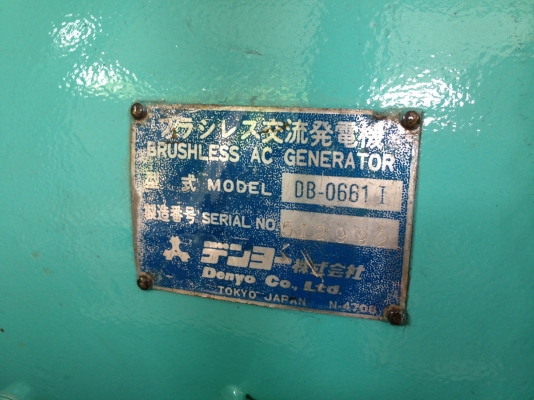 ブラシレス交流発電機
BRUSHLESS AC GENERATOR
型式 MODEL DB-0661 I
製造番号 SERIAL NO.
デンヨー株式会社
Denyo Co., Ltd.
TOKYO JAPAN N-4706